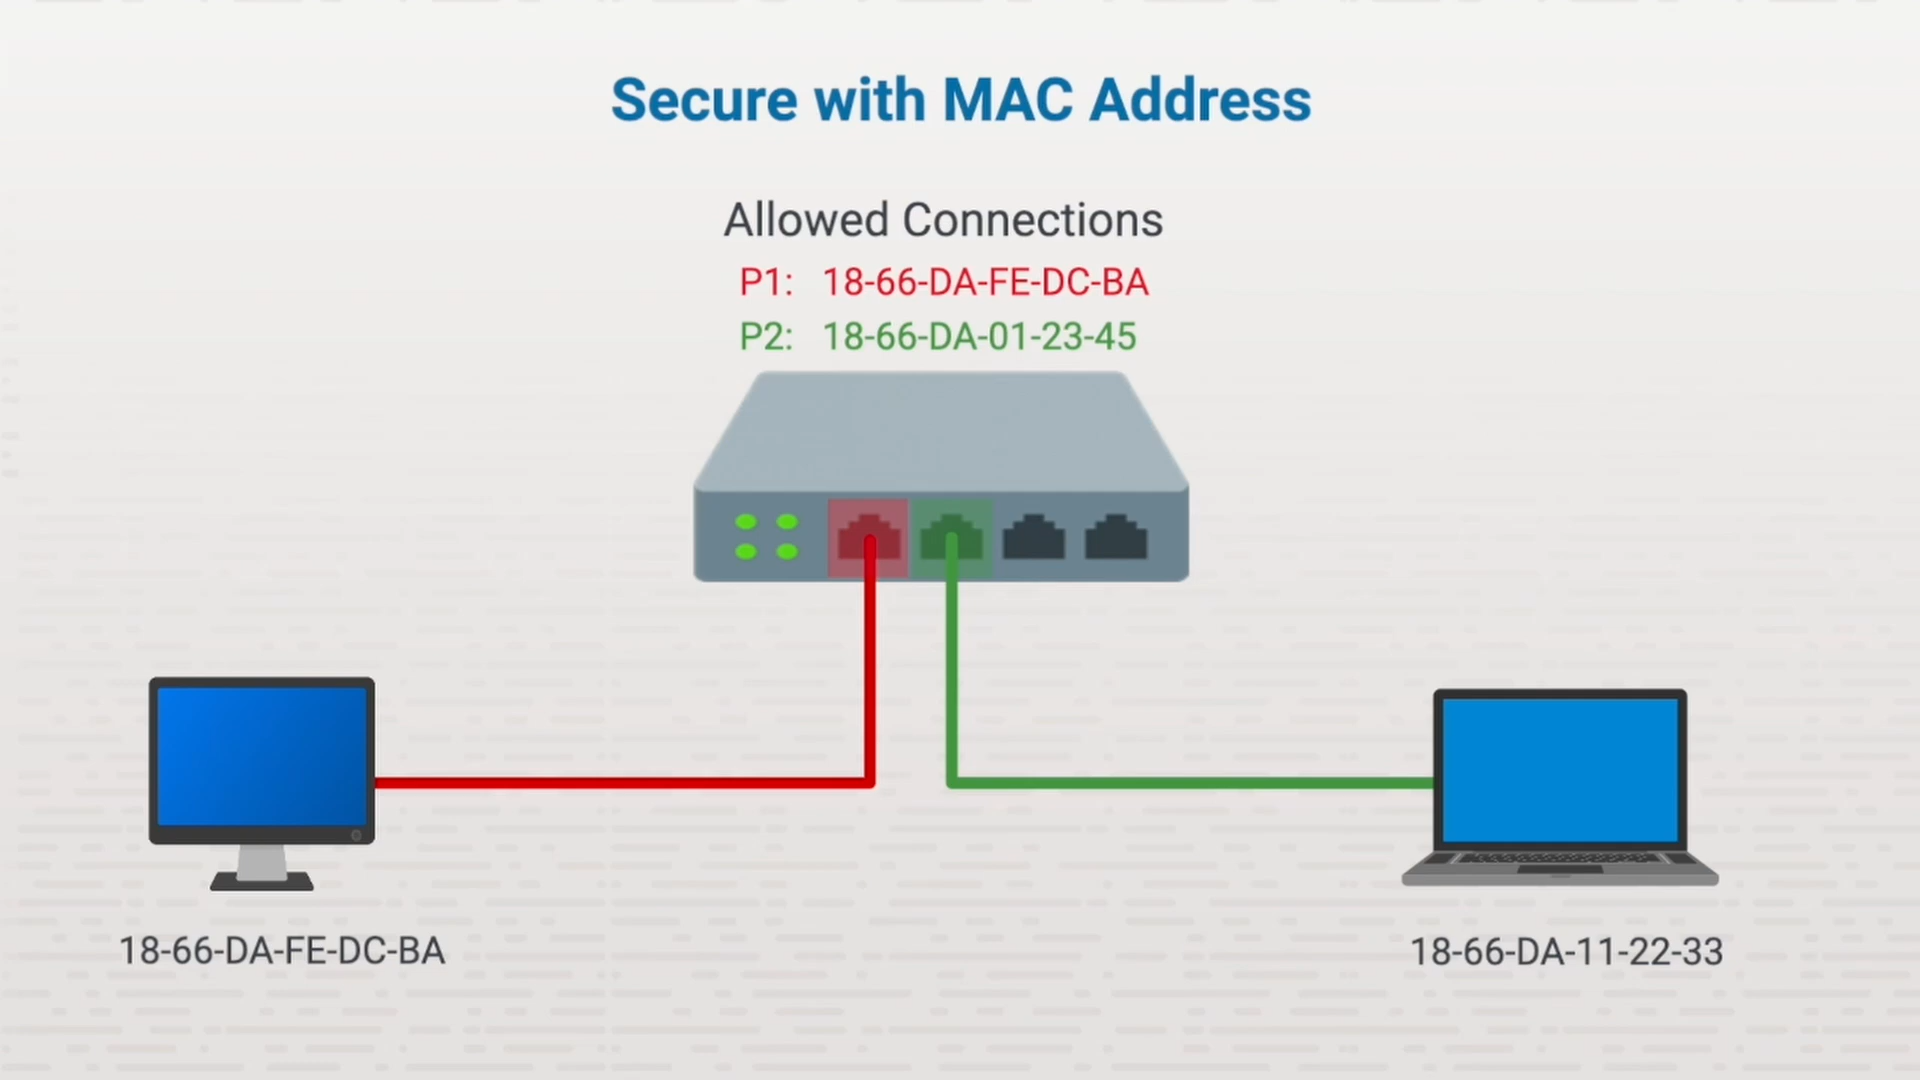 Secure with MAC Address
Allowed Connections
P1: 18-66-DA-FE-DC-BA
P2: 18-66-DA-01-23-45
18-66-DA-FE-DC-BA
18-66-DA-11-22-33